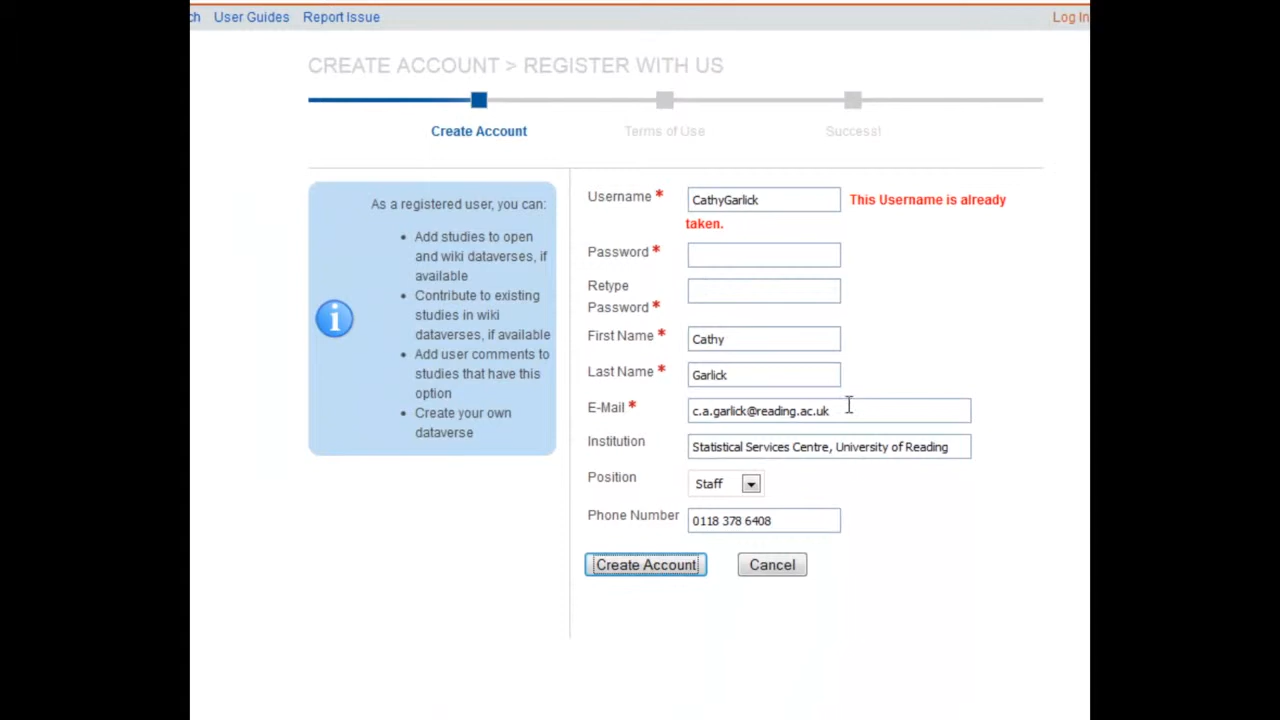 User Guides Report Issue Log In
CREATE ACCOUNT > REGISTER WITH US
Create Account Terms of Use Success!
As a registered user, you can:
• Add studies to open
and wiki dataverses, if
available
• Contribute to existing
studies in wiki
dataverses, if available
• Add user comments to
studies that have this
option
• Create your own
dataverse
Username * CathyGarlick This Username is already
taken.
Password *
Retype
Password *
First Name * Cathy
Last Name * Garlick
E-Mail * c.a.garlick@reading.ac.uk
Institution Statistical Services Centre, University of Reading
Position Staff
Phone Number 0118 378 6408
Create Account Cancel